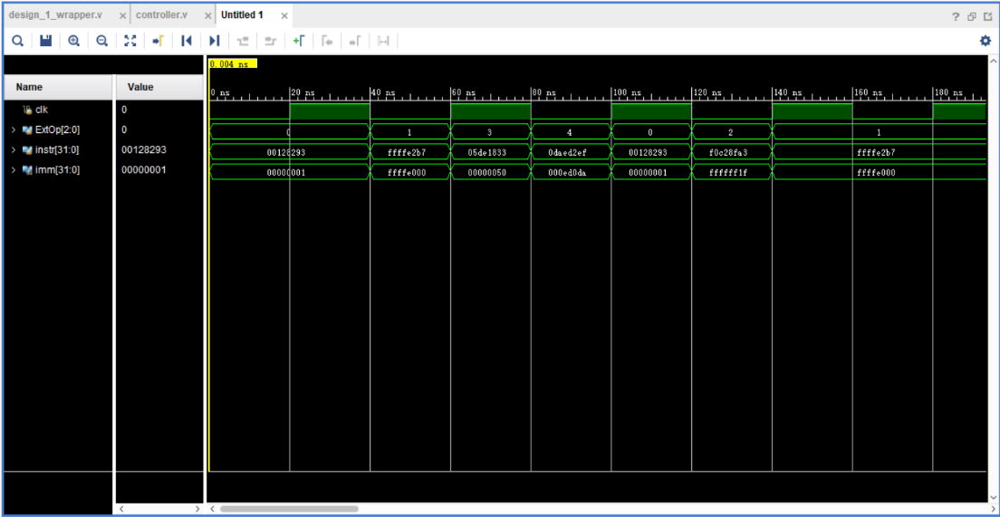 design_1_wrapper.v × controller.v × Untitled 1 ×
0.004 ns
Name Value
0 ns 20 ns 40 ns 60 ns 80 ns 100 ns 120 ns 140 ns 160 ns 180 ns
clk 0
ExtOp[2:0] 0 0 1 3 4 0 2 1
instr[31:0] 00128293 00128293 ffffe2b7 05de1833 0daed2ef 00128293 f0c28fa3 ffffe2b7
imm[31:0] 00000001 00000001 ffffe000 00000050 000ed0da 00000001 ffffff1f ffffe000